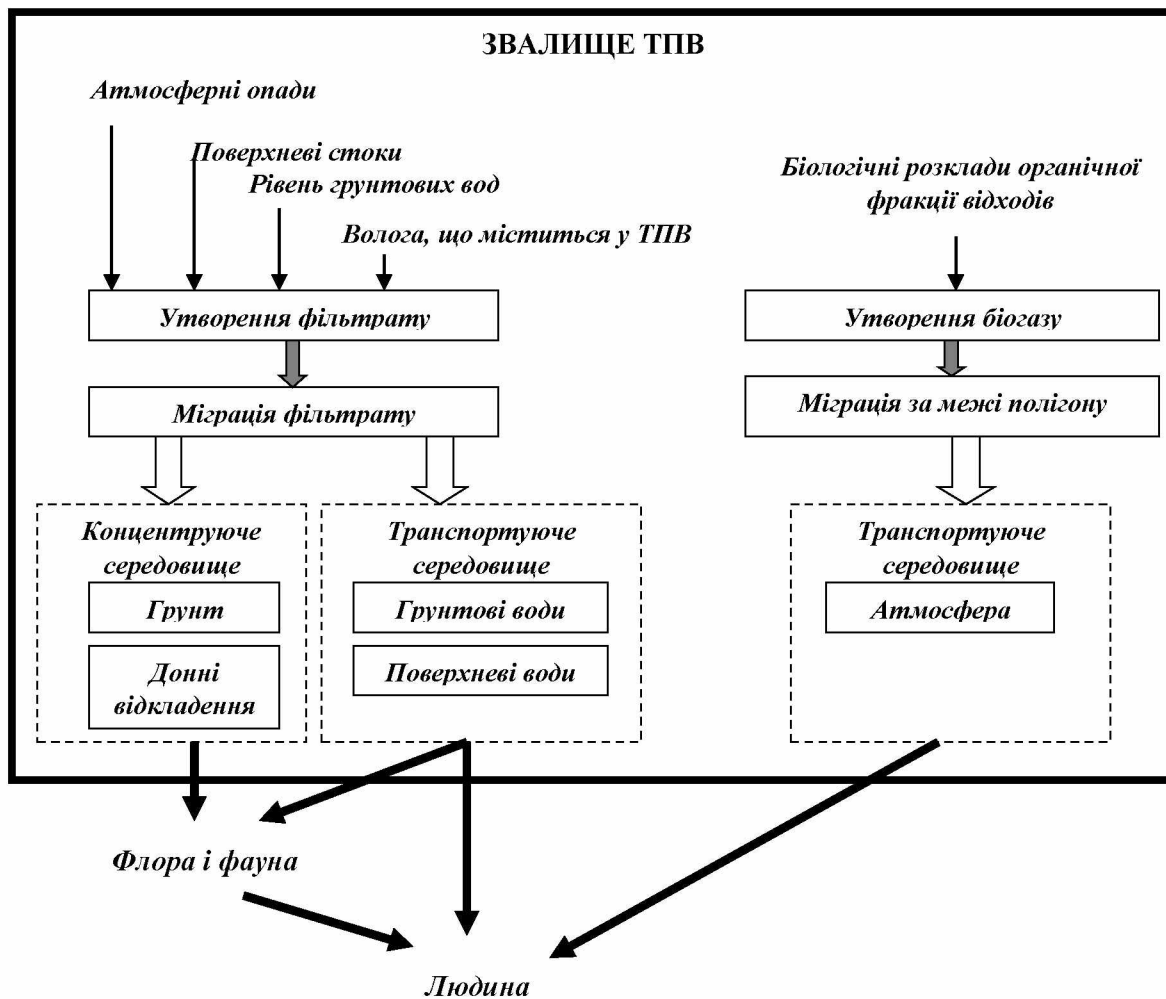 ЗВАЛИЩЕ ТПВ
Атмосферні опади
Поверхневі стоки
Рівень грунтових вод
Волога, що міститься у ТПВ
Біологічні розклади органічної
фракції відходів
Утворення фільтрату
Утворення біогазу
Міграція фільтрату
Міграція за межі полігону
Концентруюче
середовище
Грунт
Донні
відкладення
Транспортуюче
середовище
Грунтові води
Поверхневі води
Транспортуюче
середовище
Атмосфера
Флора і фауна
Людина